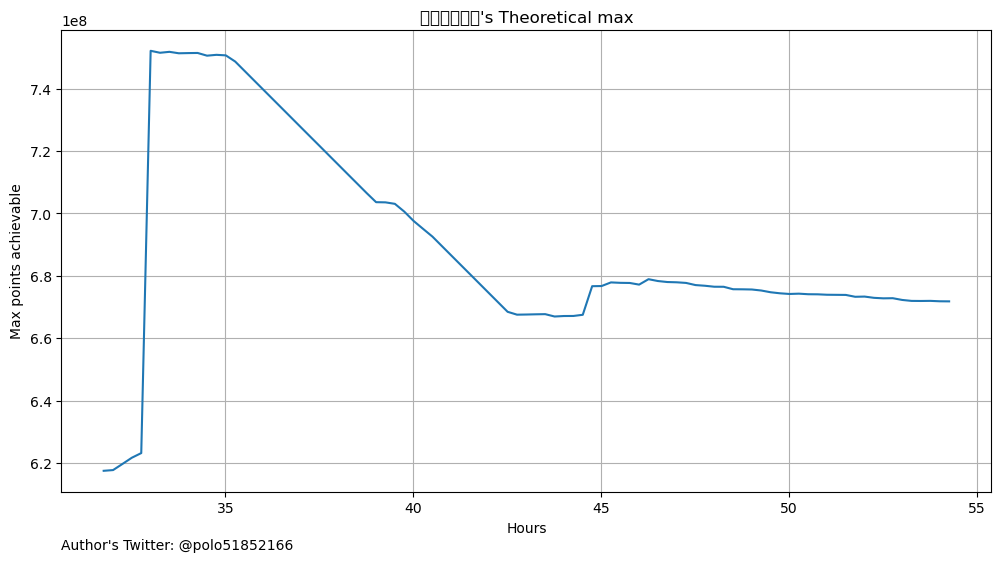 's Theoretical max
1e8
7.4
7.2
7.0
6.8
6.6
6.4
6.2
Max points achievable
35
40
45
50
55
Hours
Author's Twitter: @polo51852166